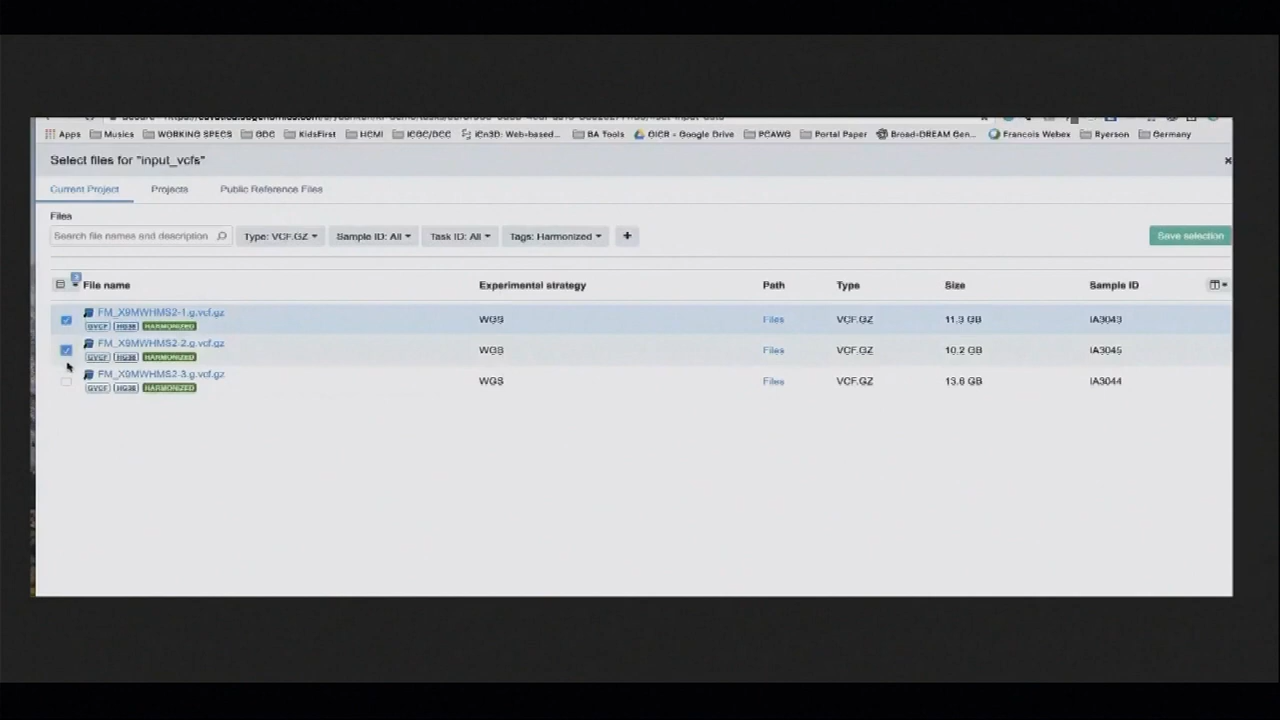 Apps Musics WORKING SPECS GDC KidsFirst HCMI ICGC/DCC iCn3D: Web-based... BA Tools OICR - Google Drive PCAWG Portal Paper Broad-DREAM Gen... Francois Webex Ryerson Germany
Select files for "input_vcfs"
Current Project Projects Public Reference Files
Files
Search file names and description Type: VCF.GZ Sample ID: All Task ID: All Tags: Harmonized + Save selection
File name Experimental strategy Path Type Size Sample ID
FM_X9MWHMS2-1.g.vcf.gz
WGS Files VCF.GZ 11.3 GB IA3043
GVCF HG38 HARMONIZED
FM_X9MWHMS2-2.g.vcf.gz
WGS Files VCF.GZ 10.2 GB IA3045
GVCF HG38 HARMONIZED
FM_X9MWHMS2-3.g.vcf.gz
WGS Files VCF.GZ 13.6 GB IA3044
GVCF HG38 HARMONIZED